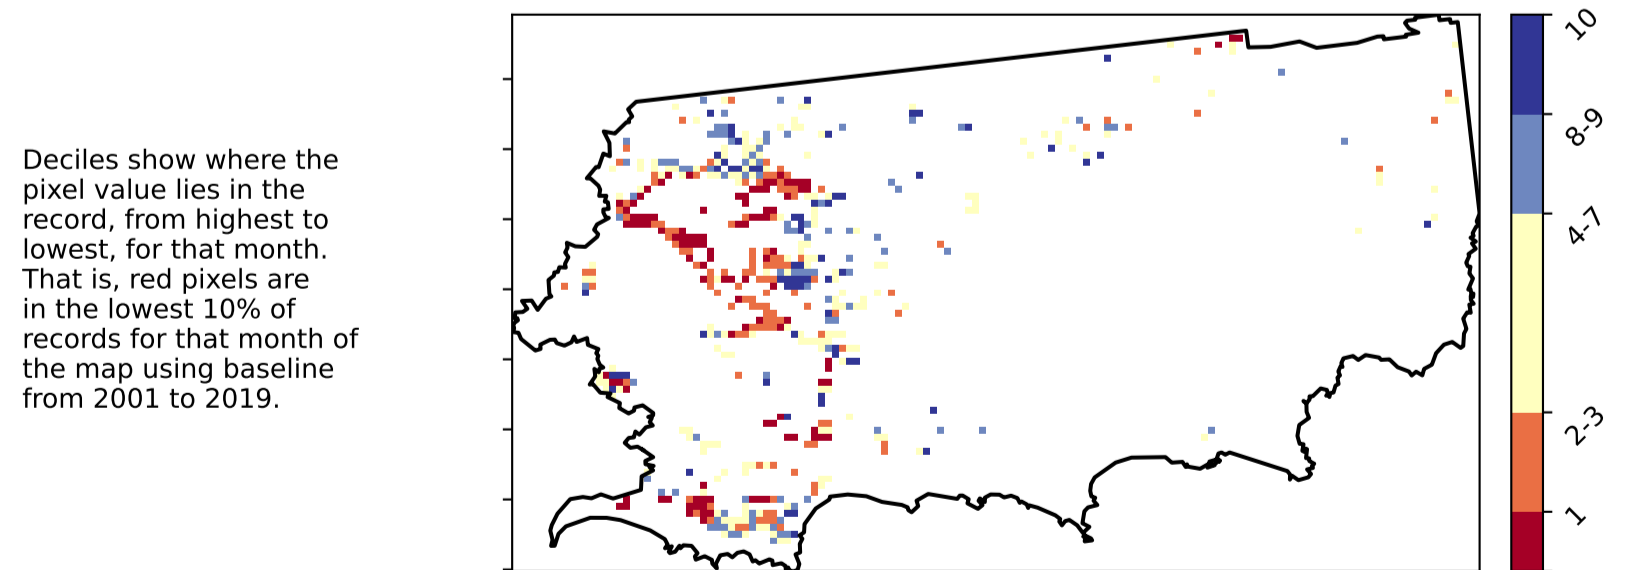 Deciles show where the
pixel value lies in the
record, from highest to
lowest, for that month.
That is, red pixels are
in the lowest 10% of
records for that month of
the map using baseline
from 2001 to 2019.
10
8-9
4-7
2-3
1